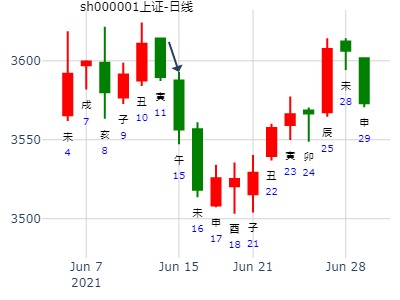 sh000001上证-日线
3600
3550
3500
未
4
戌
7
亥
8
子
9
丑
10
寅
11
午
15
未
16
申
17
酉
18
子
21
丑
22
寅
23
卯
24
辰
25
未
28
申
29
Jun 7
2021
Jun 15
Jun 21
Jun 28